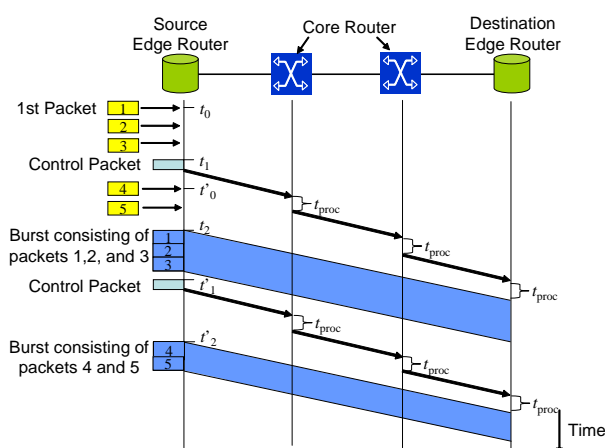 Source
Edge Router
Core Router
Destination
Edge Router
1st Packet
1
t0
2
3
Control Packet
t1
4
t'0
tproc
5
t2
Burst consisting of
packets 1,2, and 3
1
2
3
tproc
Control Packet
t'1
tproc
tproc
Burst consisting of
packets 4 and 5
t'2
4
5
tproc
tproc
Time